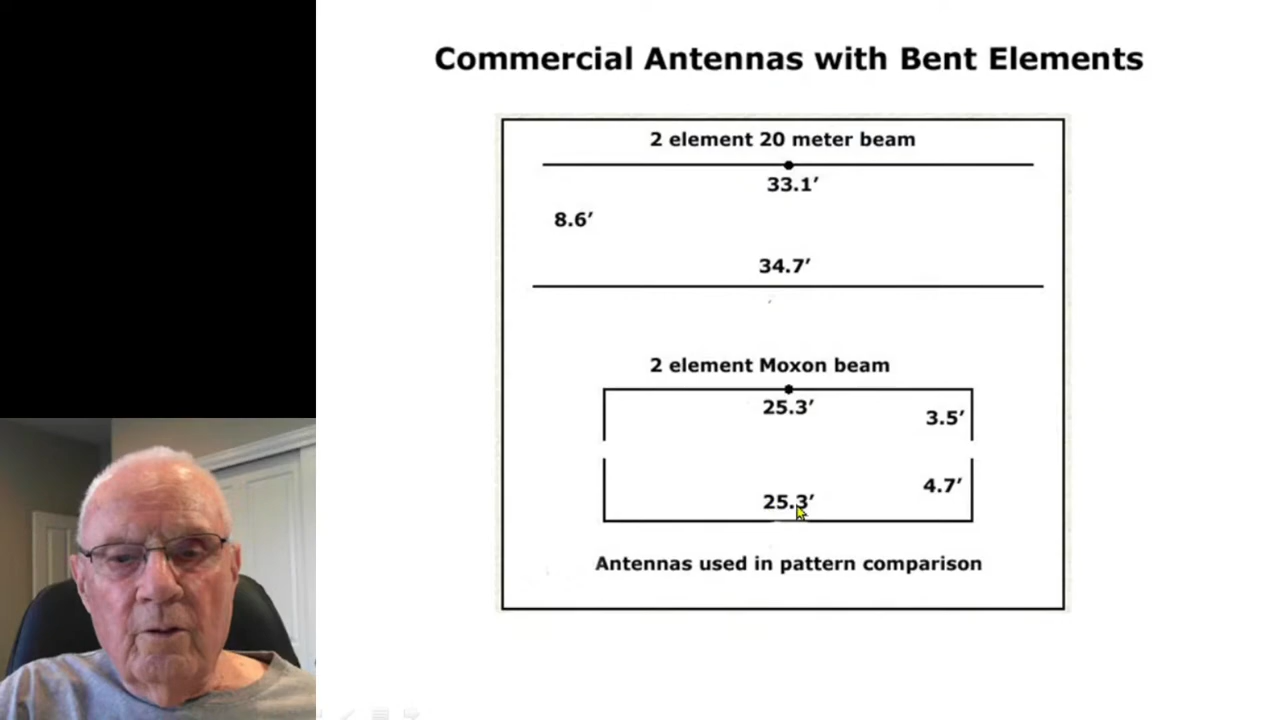 Commercial Antennas with Bent Elements
2 element 20 meter beam
33.1′
8.6′
34.7′
2 element Moxon beam
25.3′
3.5′
4.7′
25.3′
Antennas used in pattern comparison